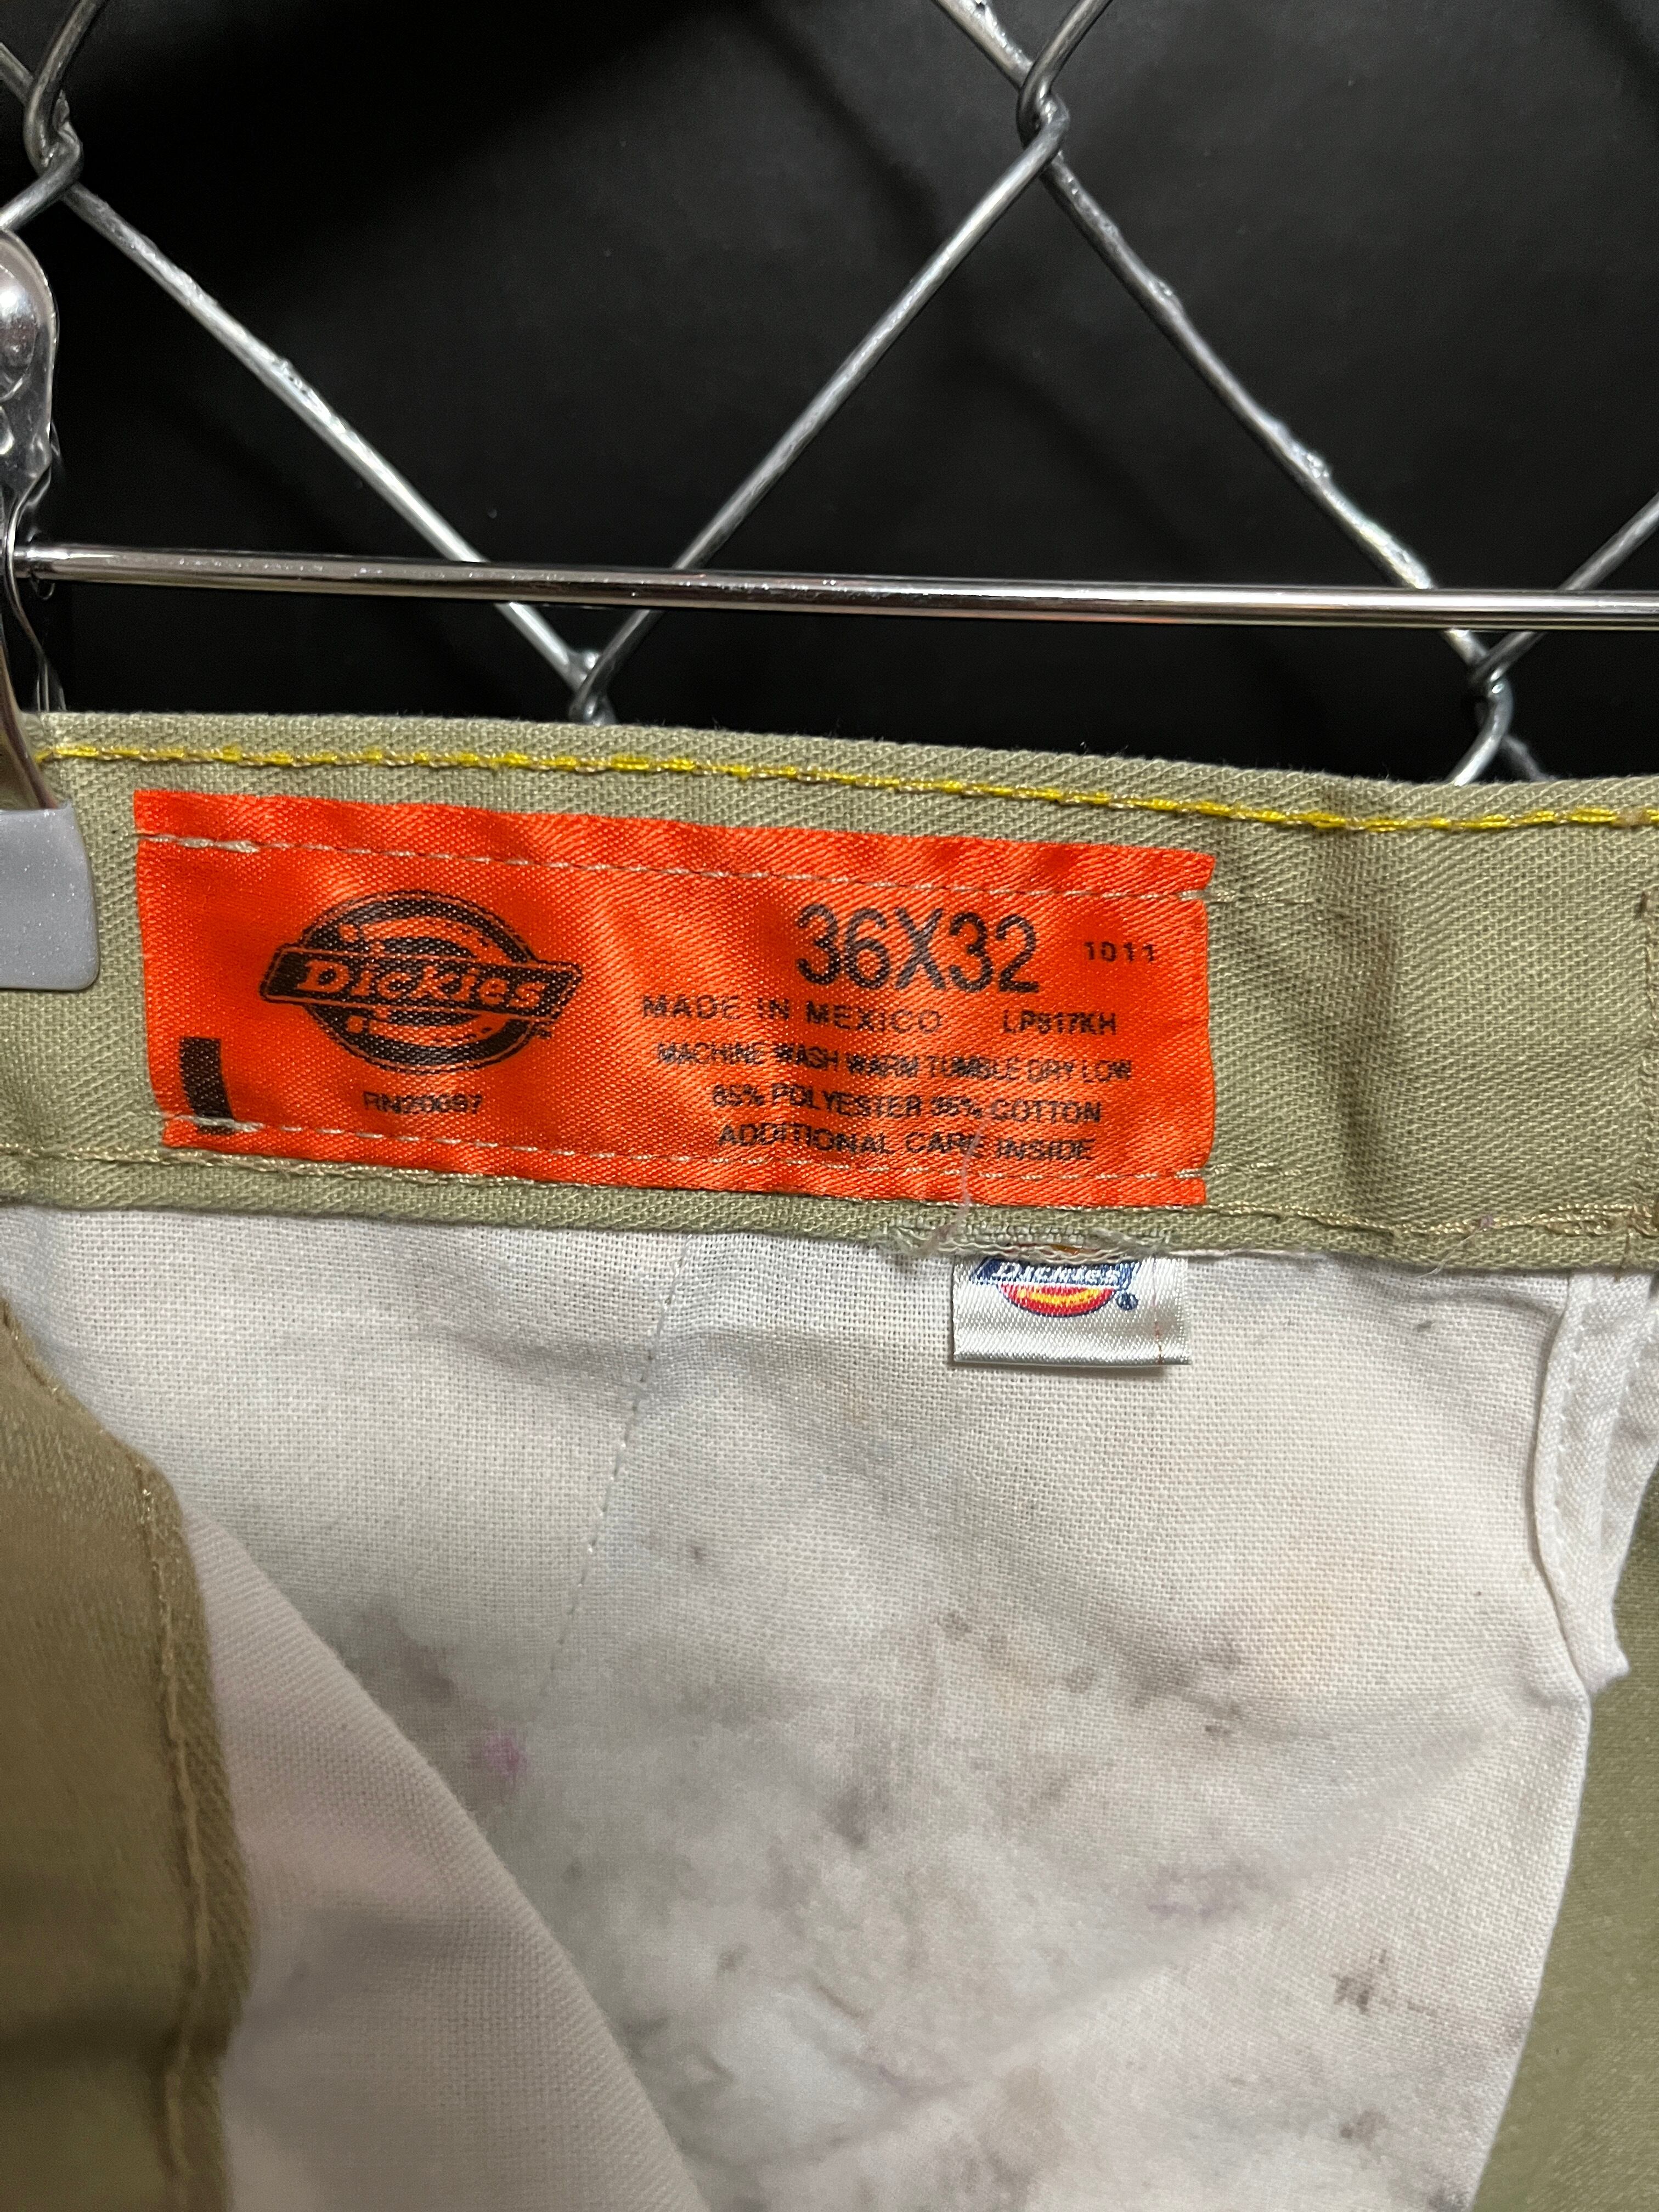 Dickies
36X32 1011
MADE IN MEXICO LP817KH
MACHINE WASH WARM TUMBLE DRY LOW
65% POLYESTER 35% COTTON
RN20097
ADDITIONAL CARE INSIDE
Dickies ®